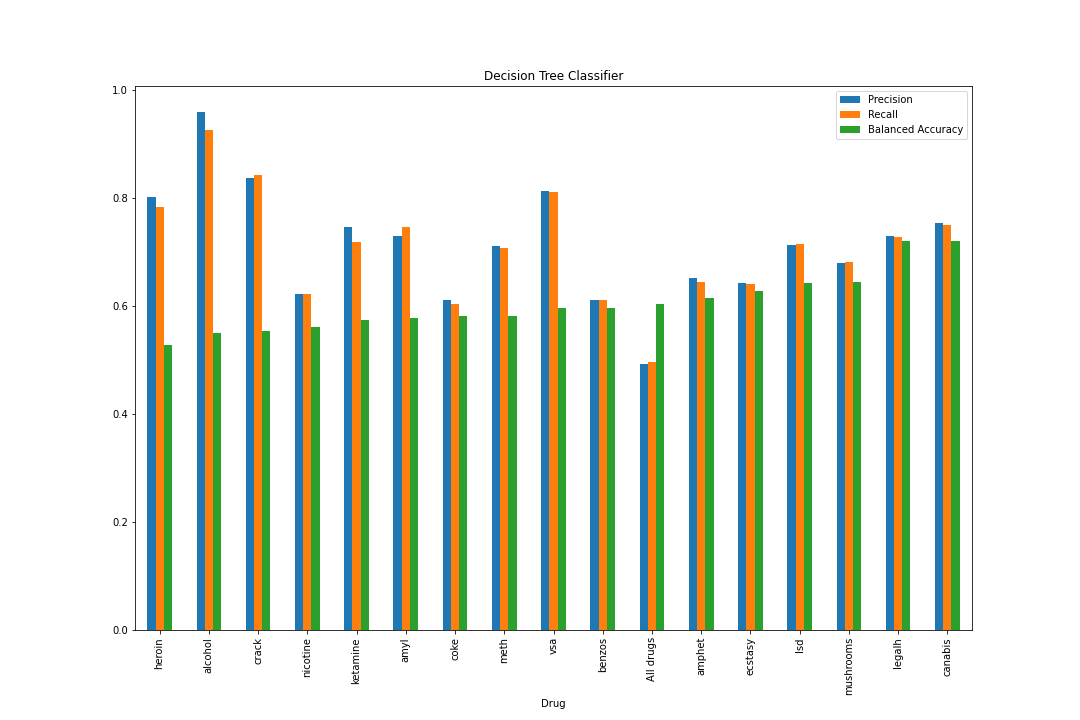 Decision Tree Classifier
Precision
Recall
Balanced Accuracy
1.0
0.8
0.6
0.4
0.2
0.0
heroin
alcohol
crack
nicotine
ketamine
amyl
coke
meth
vsa
benzos
All drugs
amphet
ecstasy
lsd
mushrooms
legalh
canabis
Drug